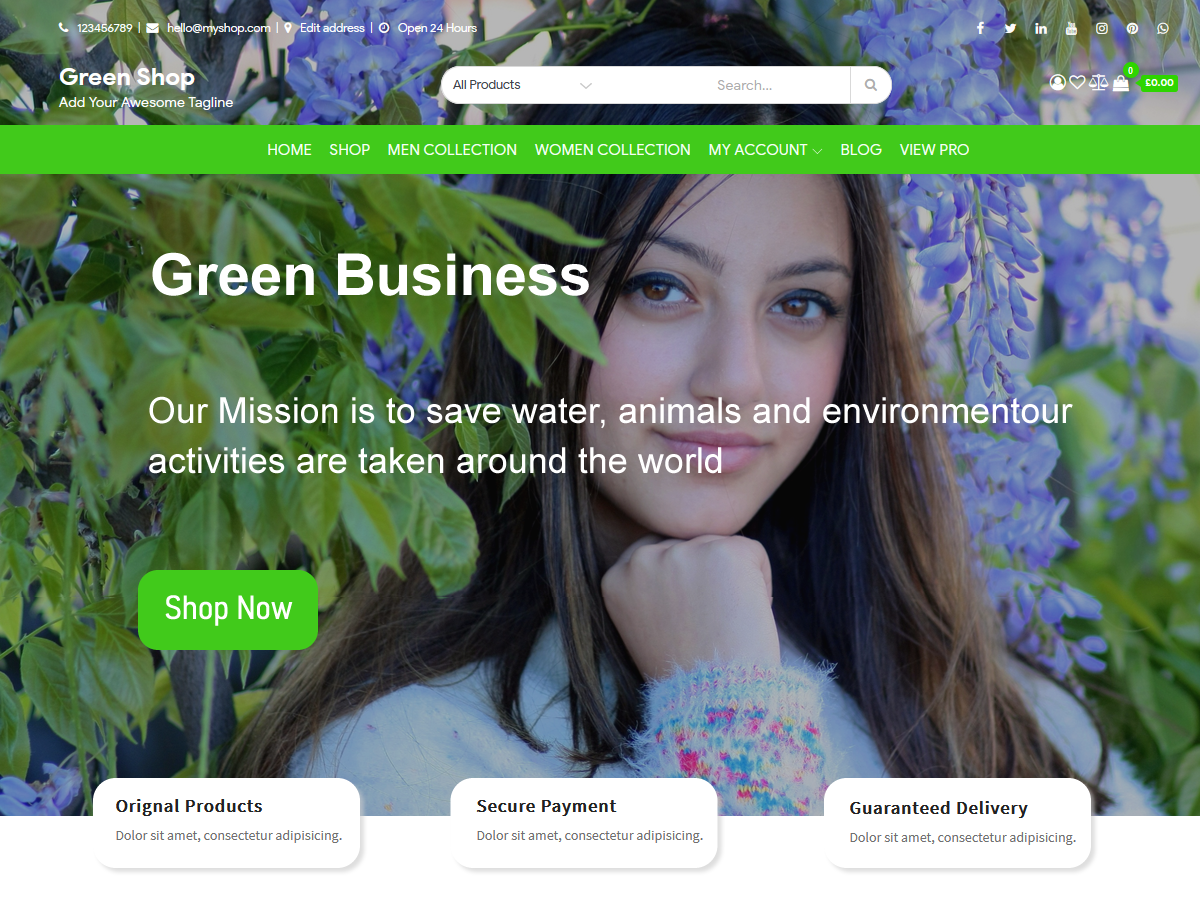 123456789 | hello@myshop.com | Edit address | Open 24 Hours
Green Shop
Add Your Awesome Tagline
All Products
Search...
0
£0.00
HOME SHOP MEN COLLECTION WOMEN COLLECTION MY ACCOUNT BLOG VIEW PRO
Green Business
Our Mission is to save water, animals and environmentour
activities are taken around the world
Shop Now
Orignal Products
Dolor sit amet, consectetur adipisicing.
Secure Payment
Dolor sit amet, consectetur adipisicing.
Guaranteed Delivery
Dolor sit amet, consectetur adipisicing.